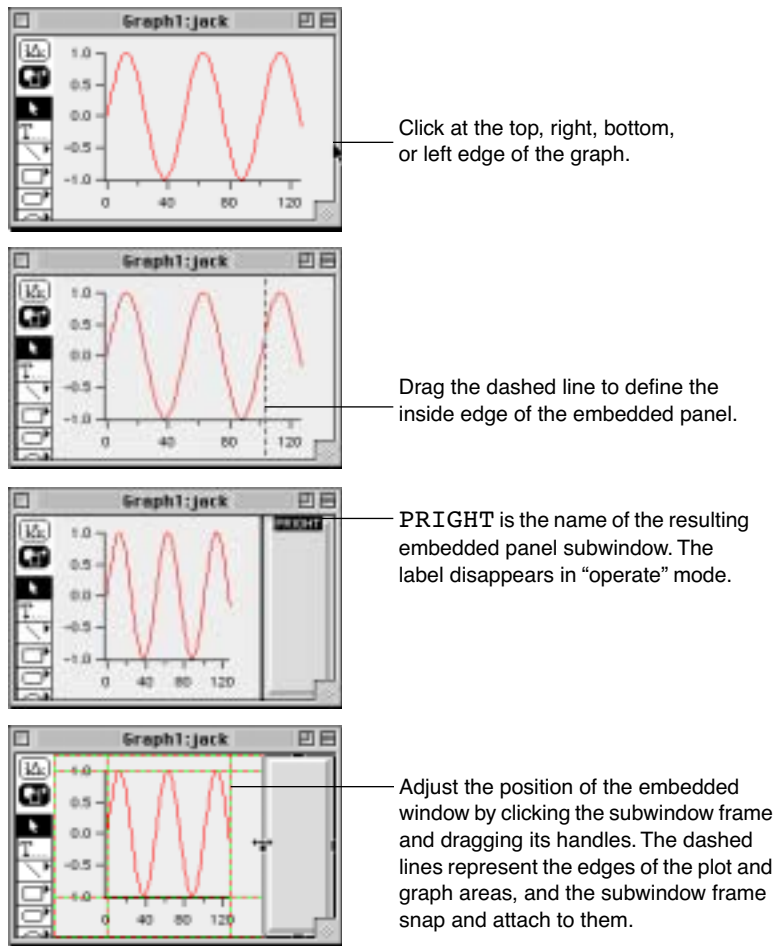 Graph1:jack
1.0
0.5
0.0
-0.5
-1.0
0 40 80 120
T
Click at the top, right, bottom,
or left edge of the graph.
Graph1:jack
1.0
0.5
0.0
-0.5
-1.0
0 40 80 120
T
Drag the dashed line to define the
inside edge of the embedded panel.
Graph1:jack
PRIGHT
1.0
0.5
0.0
-0.5
-1.0
0 40 80 120
T
PRIGHT is the name of the resulting
embedded panel subwindow. The
label disappears in “operate” mode.
Graph1:jack
1.0
0.5
0.0
-0.5
-1.0
0 40 80 120
T
Adjust the position of the embedded
window by clicking the subwindow frame
and dragging its handles. The dashed
lines represent the edges of the plot and
graph areas, and the subwindow frame
snap and attach to them.